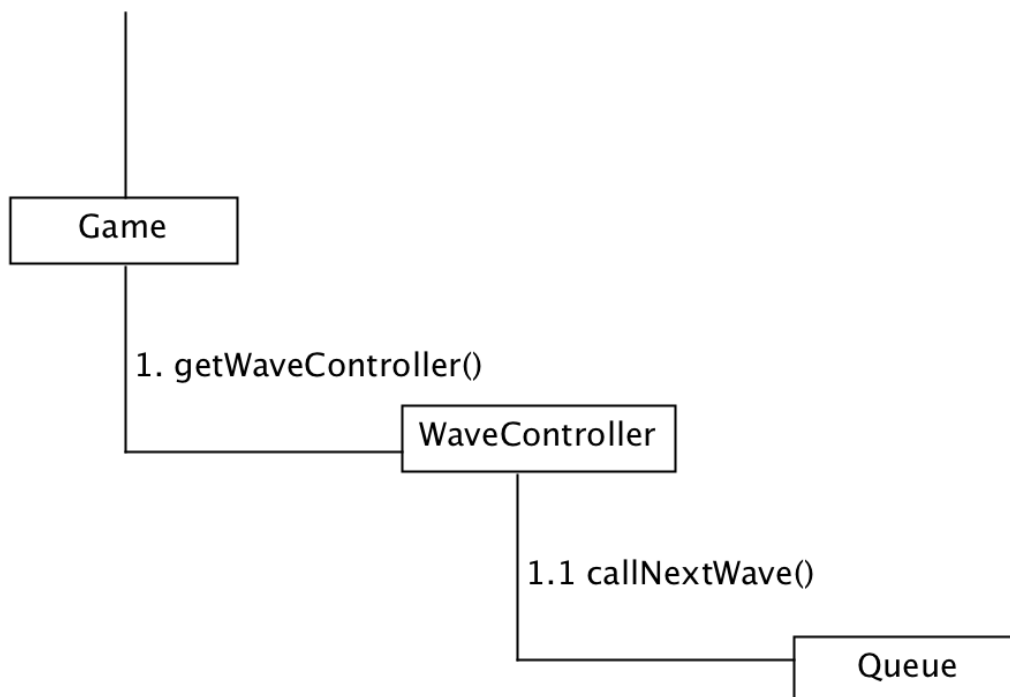 Game
1. getWaveController()
WaveController
1.1 callNextWave()
Queue